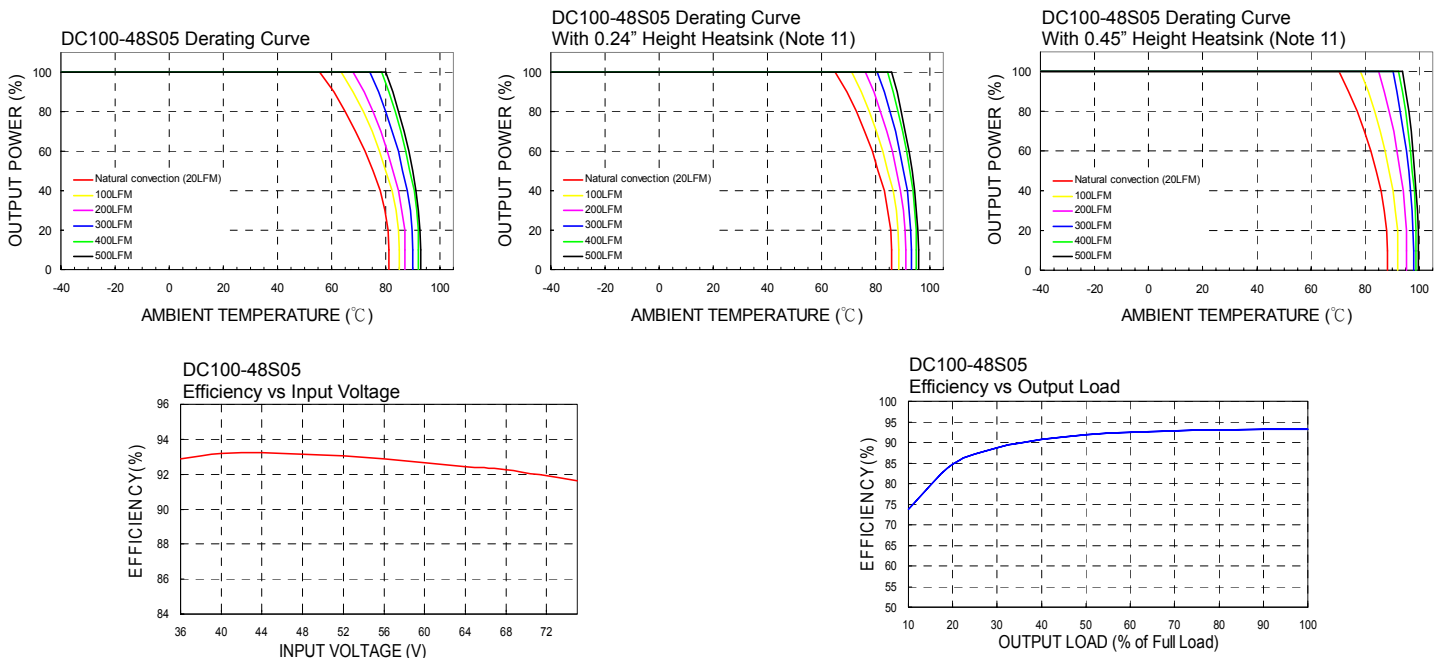 DC100-48S05 Derating Curve
OUTPUT POWER (%)
100
80
60
40
20
0
Natural convection (20LFM)
100LFM
200LFM
300LFM
400LFM
500LFM
-40
-20
0
20
40
60
80
100
AMBIENT TEMPERATURE (℃)
DC100-48S05 Derating Curve
With 0.24” Height Heatsink (Note 11)
OUTPUT POWER (%)
100
80
60
40
20
0
Natural convection (20LFM)
100LFM
200LFM
300LFM
400LFM
500LFM
-40
-20
0
20
40
60
80
100
AMBIENT TEMPERATURE (℃)
DC100-48S05 Derating Curve
With 0.45” Height Heatsink (Note 11)
OUTPUT POWER (%)
100
80
60
40
20
0
Natural convection (20LFM)
100LFM
200LFM
300LFM
400LFM
500LFM
-40
-20
0
20
40
60
80
100
AMBIENT TEMPERATURE (℃)
DC100-48S05
Efficiency vs Input Voltage
EFFICIENCY(%)
96
94
92
90
88
86
84
36
40
44
48
52
56
60
64
68
72
INPUT VOLTAGE (V)
DC100-48S05
Efficiency vs Output Load
EFFICIENCY(%)
100
95
90
85
80
75
70
65
60
55
50
10
20
30
40
50
60
70
80
90
100
OUTPUT LOAD (% of Full Load)